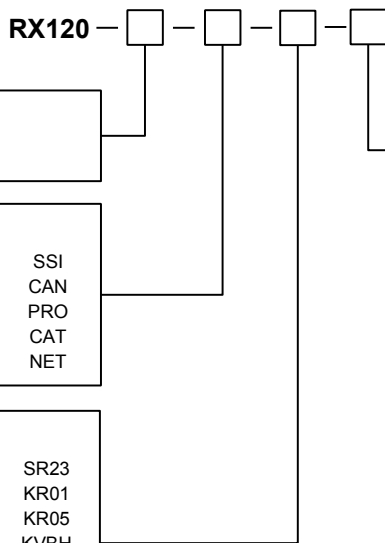 RX120
SSI
CAN
PRO
CAT
NET
SR23
KR01
KR05